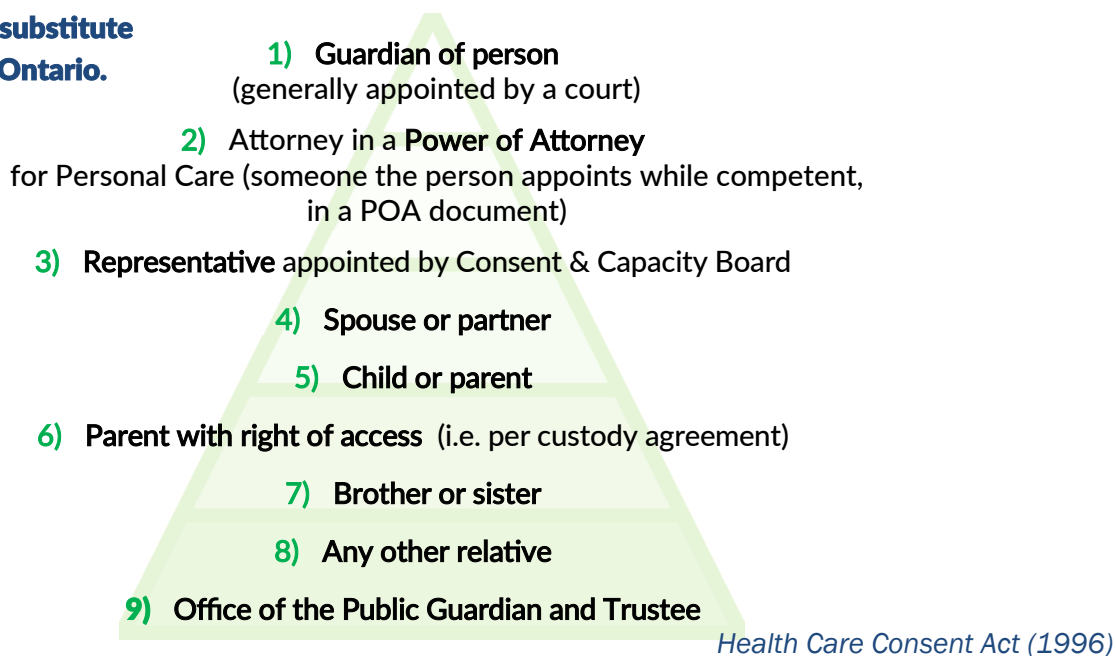 substitute
Ontario.
1) Guardian of person
(generally appointed by a court)
2) Attorney in a Power of Attorney
for Personal Care (someone the person appoints while competent,
in a POA document)
3) Representative appointed by Consent & Capacity Board
4) Spouse or partner
5) Child or parent
6) Parent with right of access (i.e. per custody agreement)
7) Brother or sister
8) Any other relative
9) Office of the Public Guardian and Trustee
Health Care Consent Act (1996)